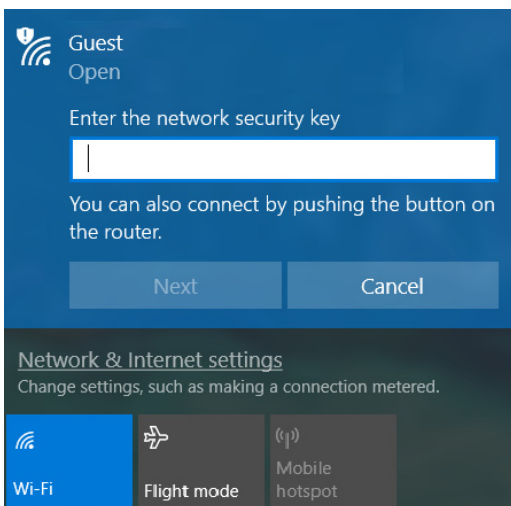 Guest
Open
Enter the network security key
You can also connect by pushing the button on
the router.
Next
Cancel
Network & Internet settings
Change settings, such as making a connection metered.
Wi-Fi
Flight mode
Mobile
hotspot